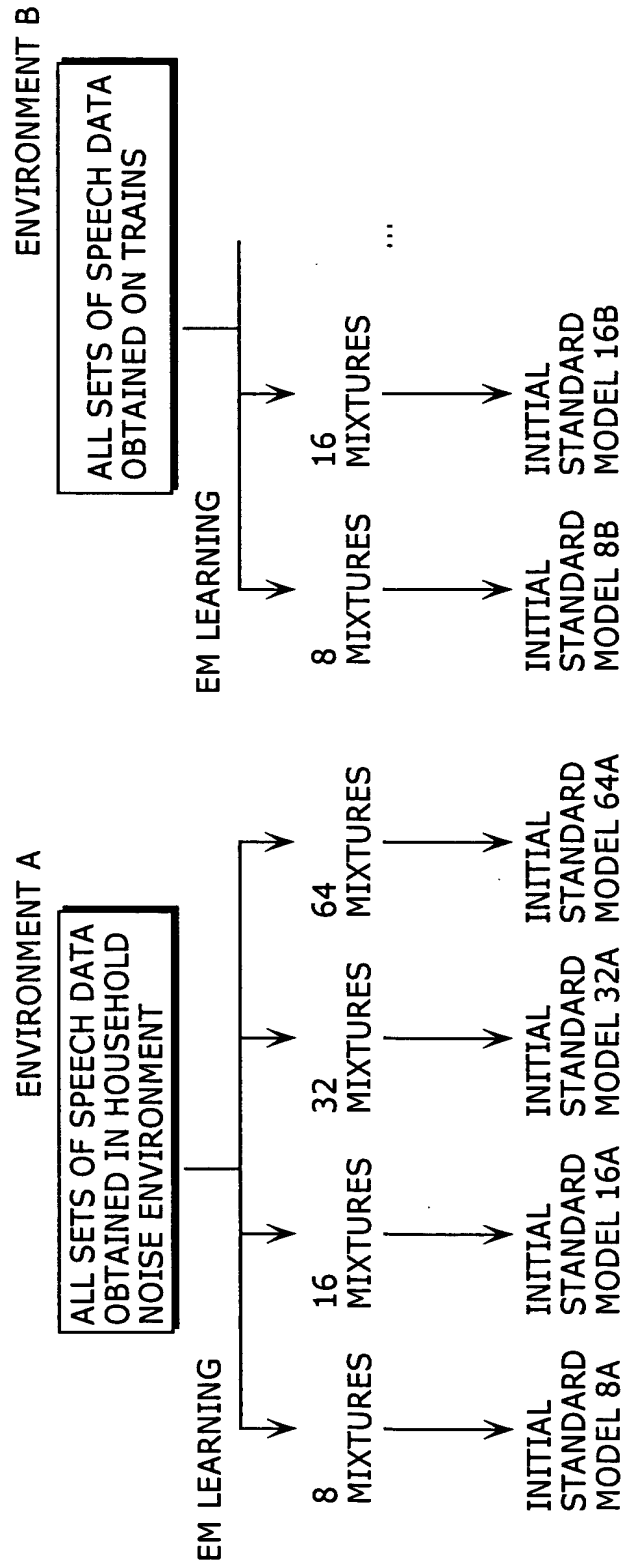 ENVIRONMENT A
ALL SETS OF SPEECH DATA
OBTAINED IN HOUSEHOLD
NOISE ENVIRONMENT
EM LEARNING
8
MIXTURES
16
MIXTURES
32
MIXTURES
64
MIXTURES
INITIAL
STANDARD
MODEL 8A
INITIAL
STANDARD
MODEL 16A
INITIAL
STANDARD
MODEL 32A
INITIAL
STANDARD
MODEL 64A
ENVIRONMENT B
ALL SETS OF SPEECH DATA
OBTAINED ON TRAINS
EM LEARNING
8
MIXTURES
16
MIXTURES
...
INITIAL
STANDARD
MODEL 8B
INITIAL
STANDARD
MODEL 16B